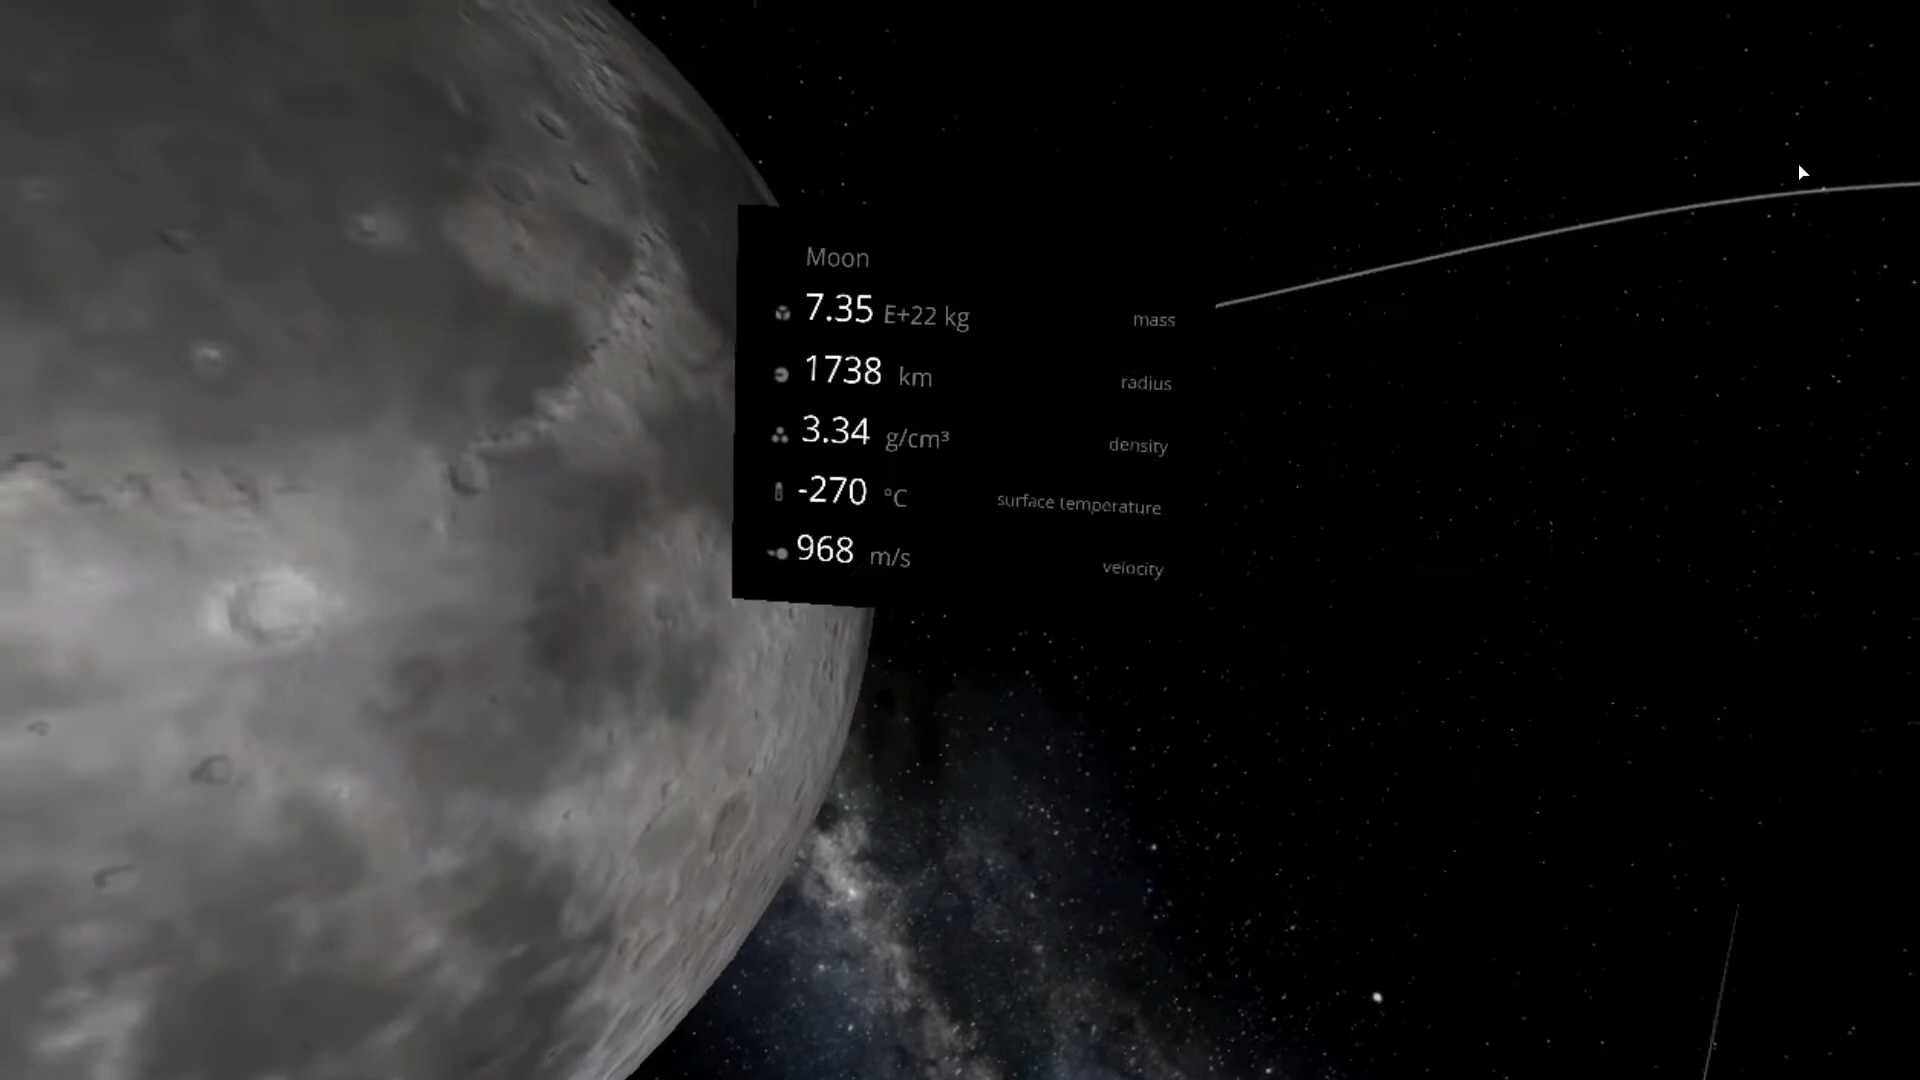 Moon
7.35 E+22 kg mass
1738 km radius
3.34 g/cm³ density
-270 °C surface temperature
968 m/s velocity